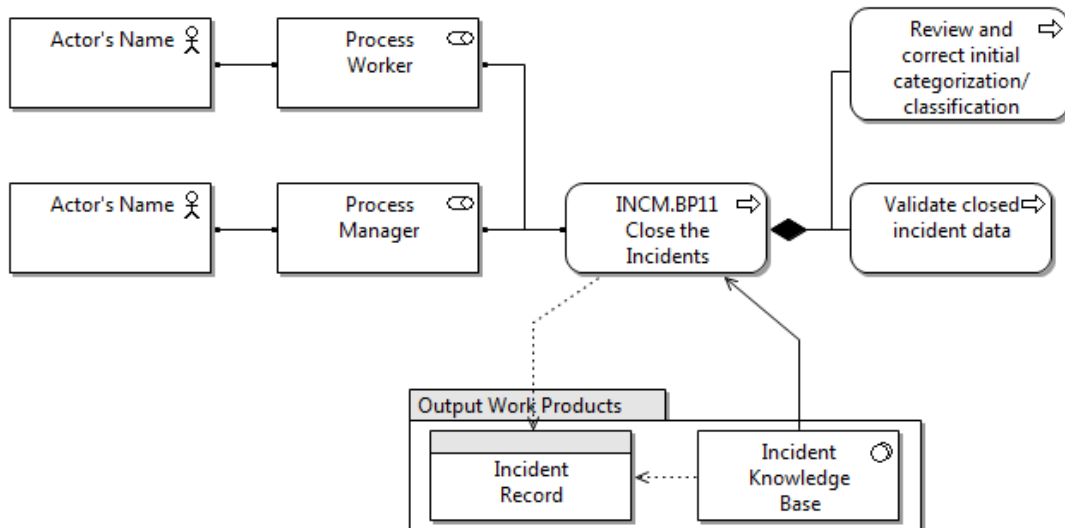 Actor's Name
Process
Worker
Review and
correct initial
categorization/
classification
Actor's Name
Process
Manager
INCM.BP11
Close the
Incidents
Validate closed
incident data
Output Work Products
Incident
Record
Incident
Knowledge
Base